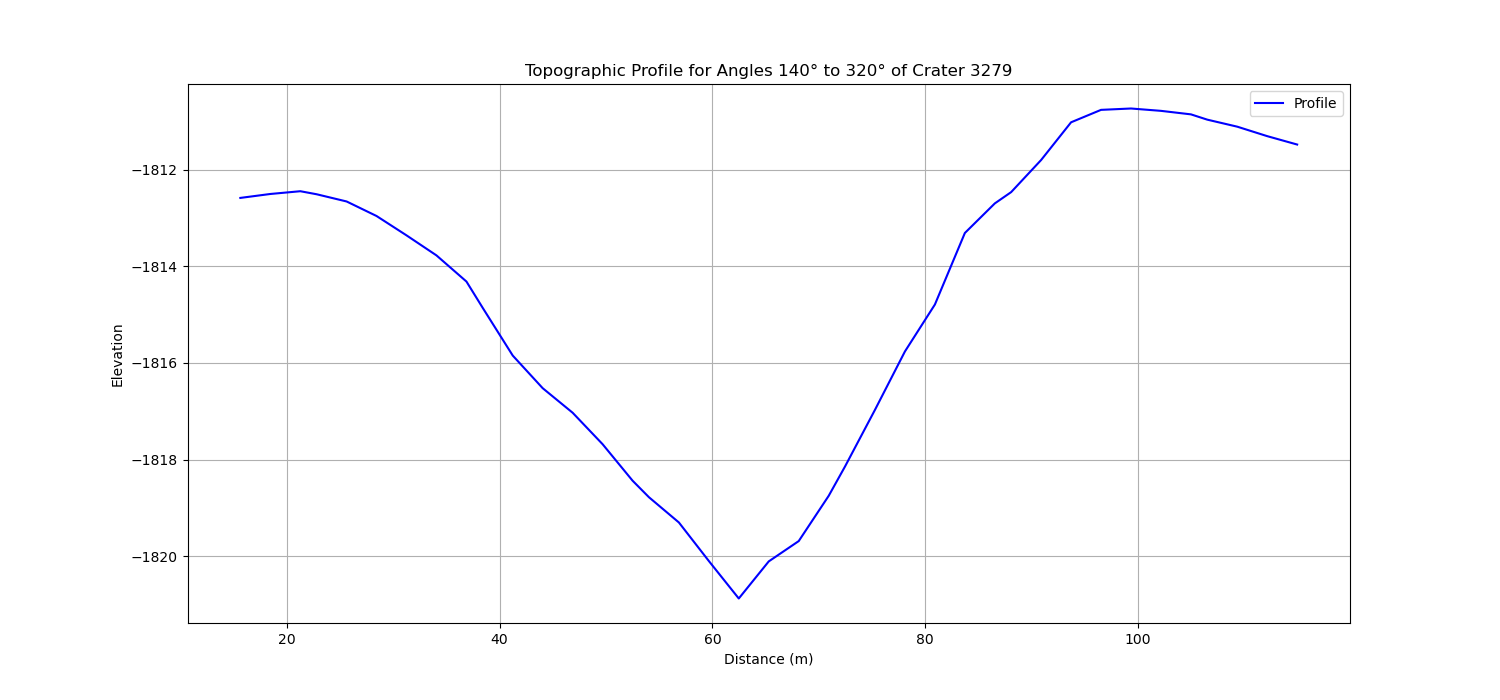 Topographic Profile for Angles 140° to 320° of Crater 3279
Profile
−1812
−1814
−1816
−1818
−1820
Elevation
20 40 60 80 100
Distance (m)